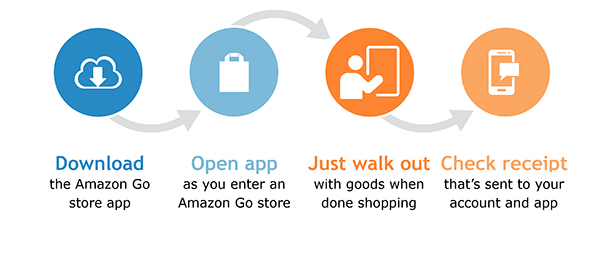 Download
the Amazon Go
store app
Open app
as you enter an
Amazon Go store
Just walk out
with goods when
done shopping
Check receipt
that's sent to your
account and app